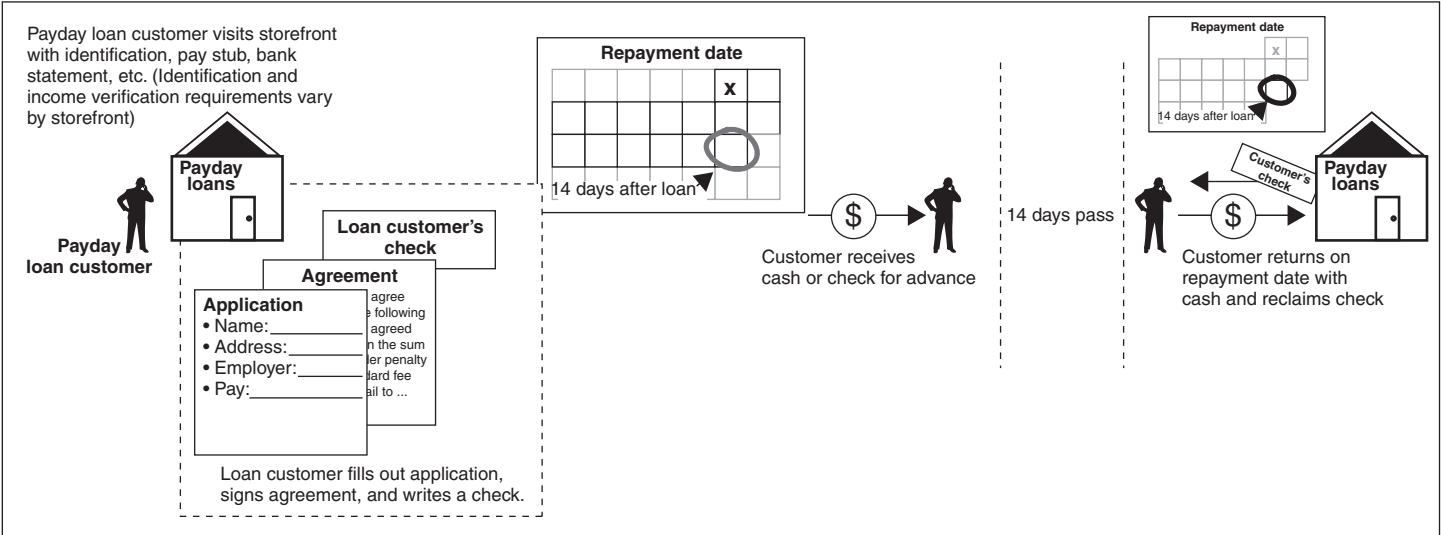 Payday loan customer visits storefront
with identification, pay stub, bank
statement, etc. (Identification and
income verification requirements vary
by storefront)
Payday
loans
Payday
loan customer
Loan customer's
check
Agreement
agree
following
agreed
n the sum
er penalty
dard fee
ail to ...
Application
• Name:
• Address:
• Employer:
• Pay:
Loan customer fills out application,
signs agreement, and writes a check.
Repayment date
x
14 days after loan
$
Customer receives
cash or check for advance
14 days pass
Repayment date
x
14 days after loan
Customer's
check
$
Payday
loans
Customer returns on
repayment date with
cash and reclaims check